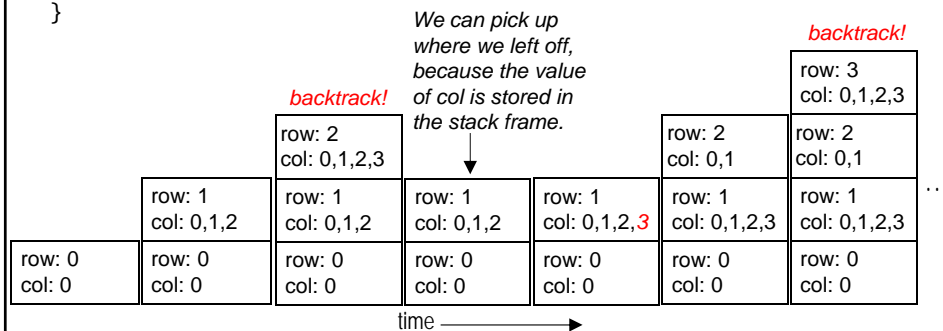 }
We can pick up
where we left off,
because the value
of col is stored in
the stack frame.
backtrack!
backtrack!
row: 3
col: 0,1,2,3
row: 2
col: 0,1,2,3
row: 2
col: 0,1
row: 2
col: 0,1
row: 1
col: 0,1,2
row: 1
col: 0,1,2
row: 1
col: 0,1,2
row: 1
col: 0,1,2,3
row: 1
col: 0,1,2,3
row: 1
col: 0,1,2,3
..
row: 0
col: 0
row: 0
col: 0
row: 0
col: 0
row: 0
col: 0
row: 0
col: 0
row: 0
col: 0
row: 0
col: 0
time